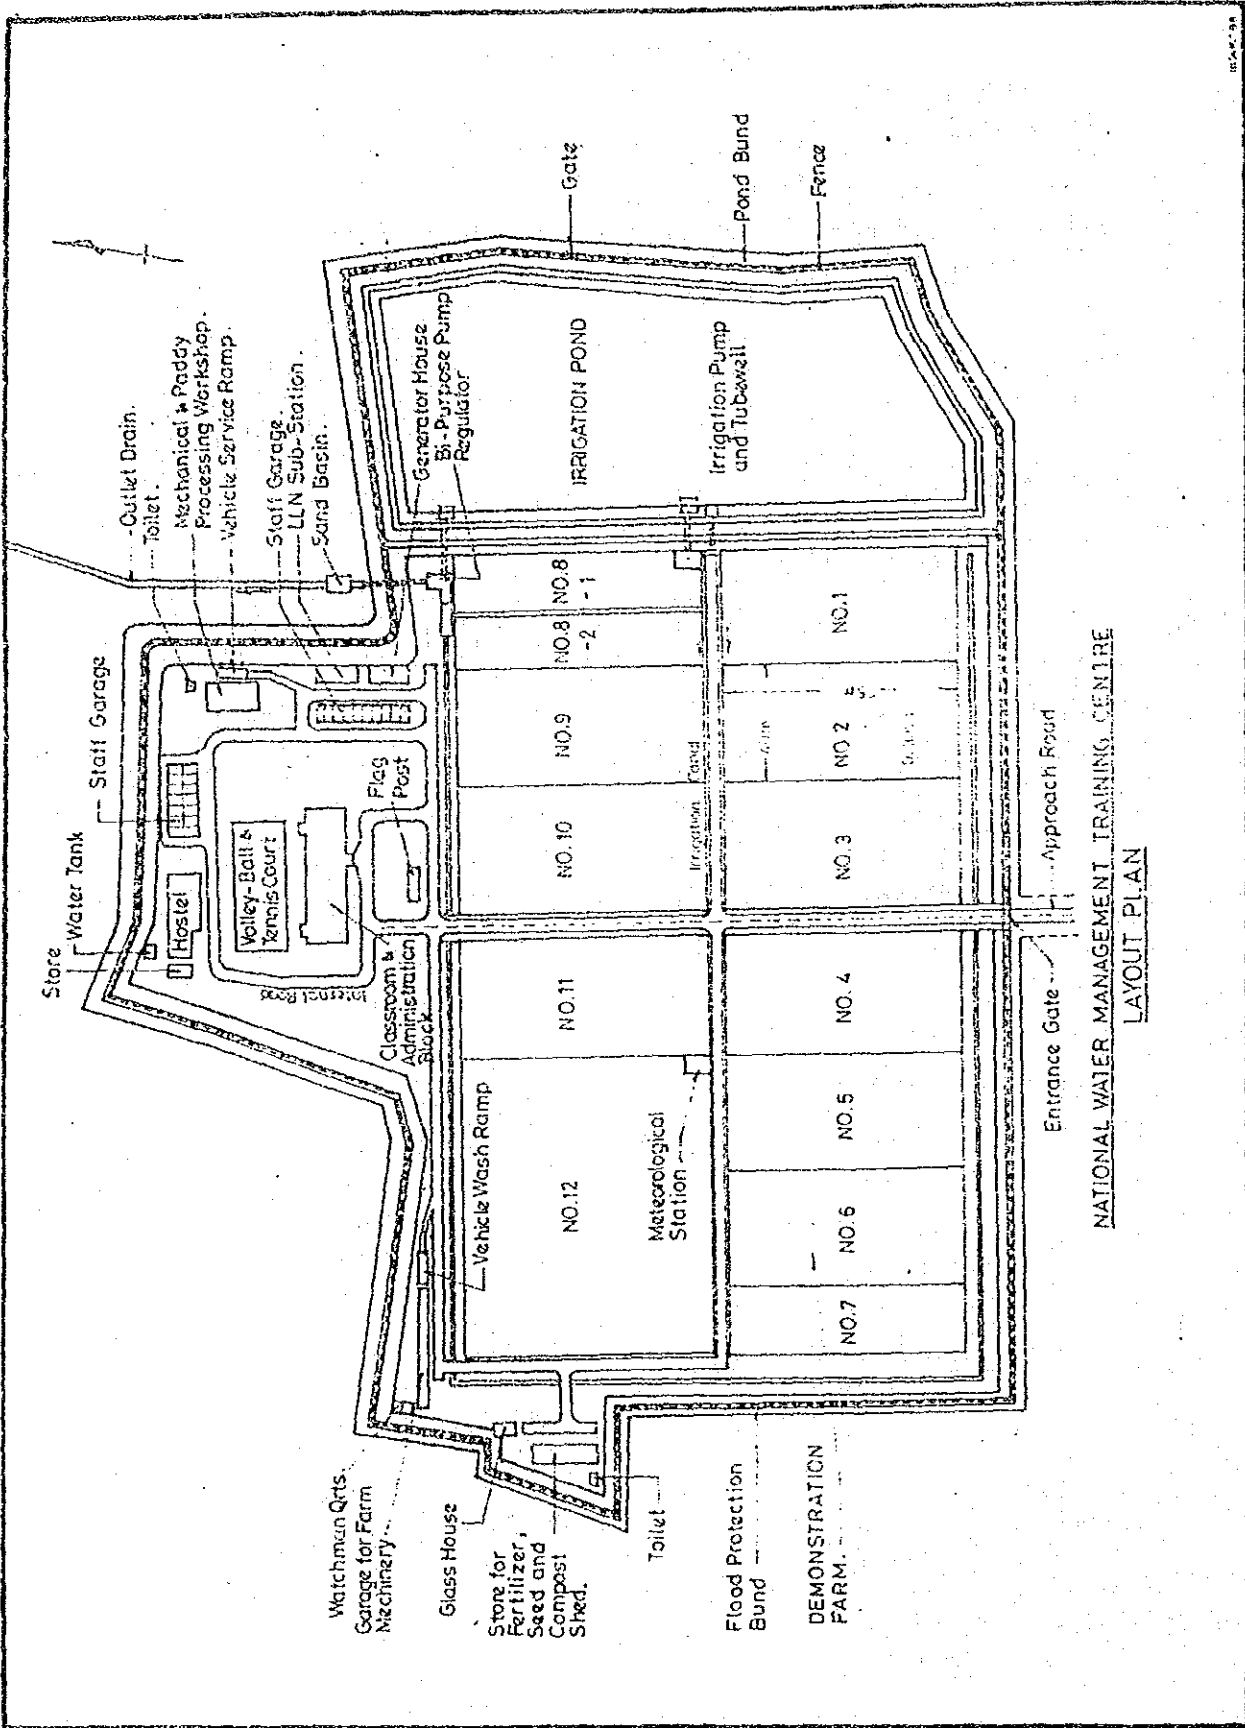 Store
Water Tank
Staff Garage
Outlet Drain.
Toilet.
Mechanical & Paddy
Processing Workshop.
Vehicle Service Ramp.
Staff Garage.
LLN Sub-Station.
Sand Basin.
Generator House
Bi-Purpose Pump
Regulator
Gate
Pond Bund
Fence
Hostel
Volley-Ball &
Tennis Court
Flag
Post
Internal Road
Classroom &
Administration
Block
IRRIGATION POND
Irrigation Pump
and Tubewell
Watchman Qrts.
Garage for Farm
Mechinery
Glass House
Store for
Fertilizer,
Seed and
Compost
Shed.
Toilet
Vehicle Wash Ramp
Meteorological
Station
NO.12
NO.11
NO.10
NO.9
NO.8
-2
NO.8
-1
Irrigation Canal
NO.7
NO.6
NO.5
NO.4
NO.3
NO 2
NO.1
Flood Protection
Bund
DEMONSTRATION
FARM.
Entrance Gate
Approach Road
NATIONAL WATER MANAGEMENT TRAINING CENTRE
LAYOUT PLAN